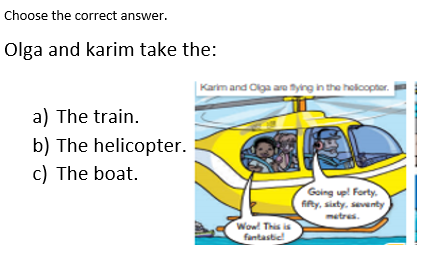 Choose the correct answer.
Olga and karim take the:
Karim and Olga are flying in the helicopter.
a) The train.
b) The helicopter.
c) The boat.
Going up! Forty,
fifty, sixty, seventy
metres.
Wow! This is
fantastic!